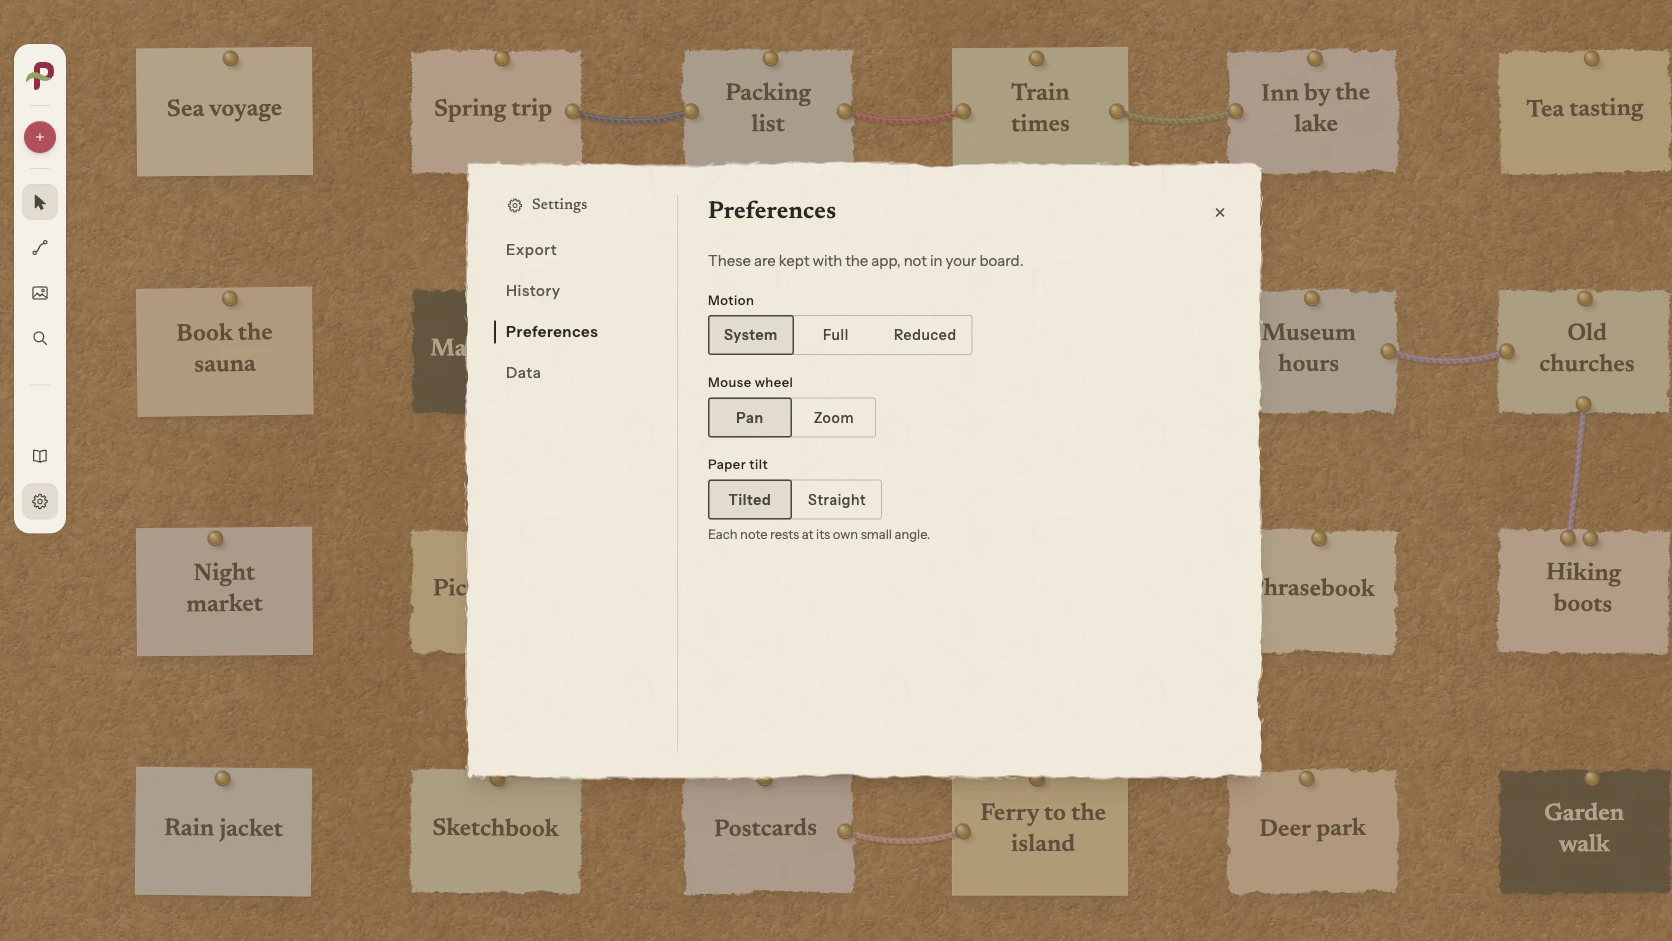 Sea voyage
Spring trip
Packing
list
Train
times
Inn by the
lake
Tea tasting
Settings
Export
History
Preferences
Data
Preferences
These are kept with the app, not in your board.
Motion
System Full Reduced
Mouse wheel
Pan Zoom
Paper tilt
Tilted Straight
Each note rests at its own small angle.
Book the
sauna
Museum
hours
Old
churches
Night
market
Hiking
boots
Rain jacket
Sketchbook
Postcards
Ferry to the
island
Deer park
Garden
walk